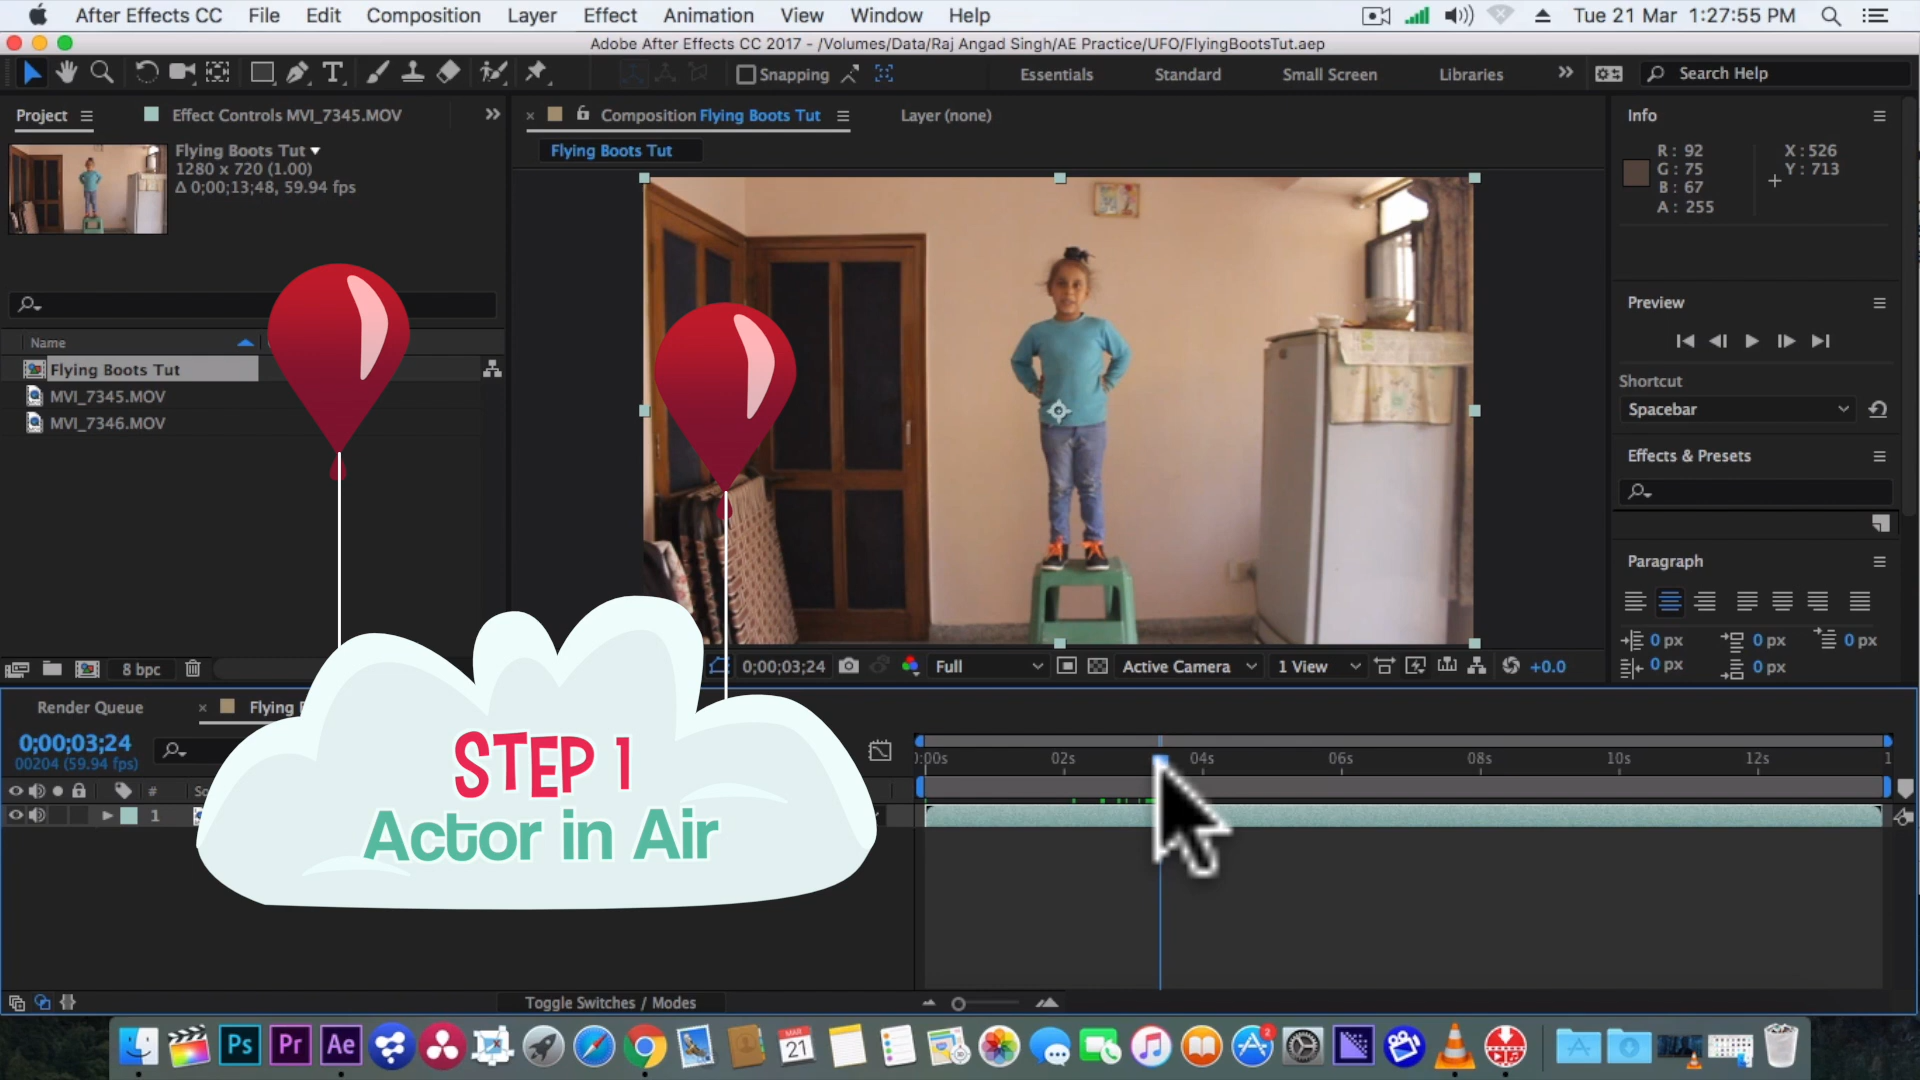 After Effects CC File Edit Composition Layer Effect Animation View Window Help Tue 21 Mar 1:27:55 PM
Adobe After Effects CC 2017 - /Volumes/Data/Raj Angad Singh/AE Practice/UFO/FlyingBootsTut.aep
Snapping Essentials Standard Small Screen Libraries Search Help
Project Effect Controls MVI_7345.MOV
Composition Flying Boots Tut Layer (none)
Info
Flying Boots Tut
1280 x 720 (1.00)
Δ 0;00;13;48, 59.94 fps
Flying Boots Tut
R: 92 X: 526
G: 75 Y: 713
B: 67
A: 255
Preview
Name
Flying Boots Tut
MVI_7345.MOV
MVI_7346.MOV
Shortcut
Spacebar
Effects & Presets
Paragraph
0 px 0 px 0 px
0 px 0 px
8 bpc
0;00;03;24 Full Active Camera 1 View +0.0
Render Queue Flying
0;00;03;24
00204 (59.94 fps)
# 
1
STEP 1
Actor in Air
:00s 02s 04s 06s 08s 10s 12s 1
Toggle Switches / Modes
Ps Pr Ae
MAR
21
2